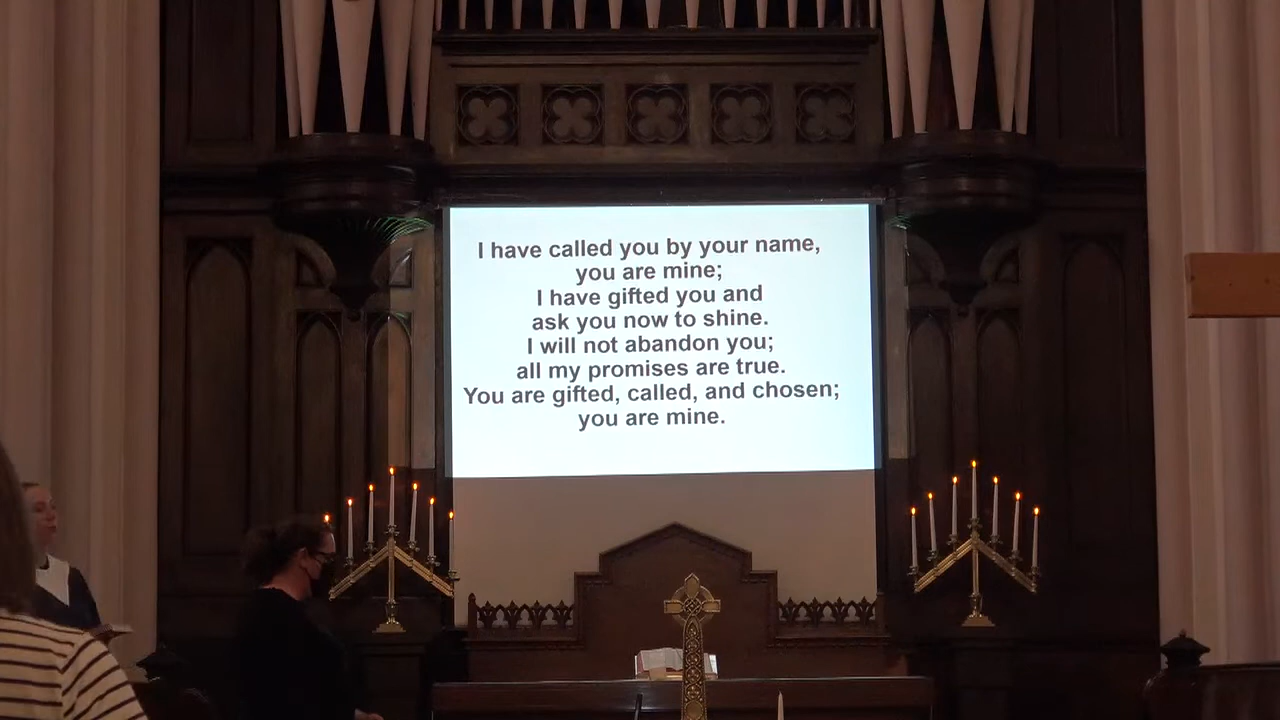 I have called you by your name,
you are mine;
I have gifted you and
ask you now to shine.
I will not abandon you;
all my promises are true.
You are gifted, called, and chosen;
you are mine.